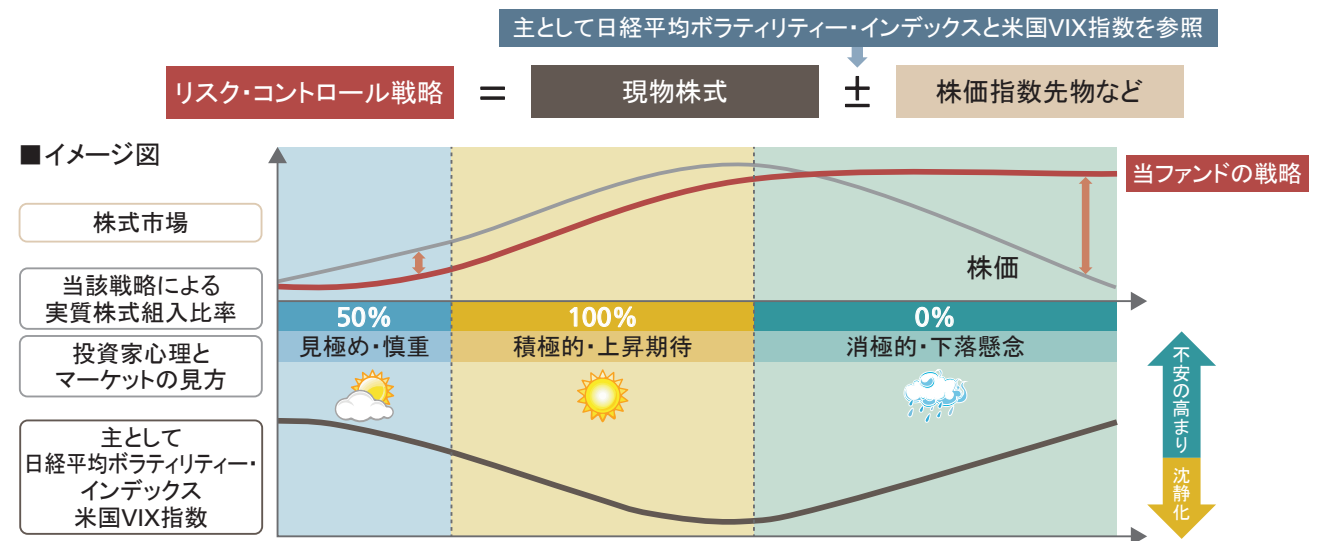 主として日経平均ボラティリティー・インデックスと米国VIX指数を参照
リスク・コントロール戦略 = 現物株式 ± 株価指数先物など
■イメージ図
当ファンドの戦略
株式市場
株価
当該戦略による
実質株式組入比率
50% 100% 0%
投資家心理と
マーケットの見方
見極め・慎重 積極的・上昇期待 消極的・下落懸念
主として
日経平均ボラティリティー・
インデックス
米国VIX指数
不安の高まり
沈静化